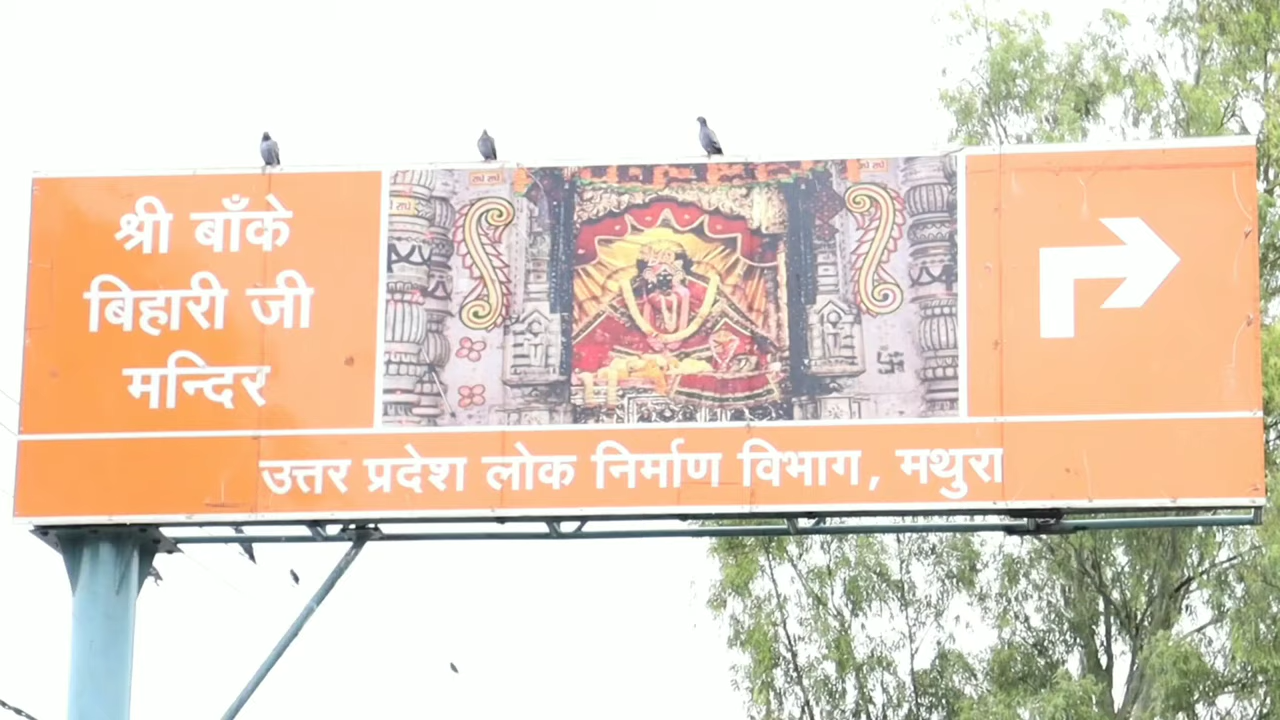 श्री बाँके
बिहारी जी
मन्दिर
उत्तर प्रदेश लोक निर्माण विभाग, मथुरा